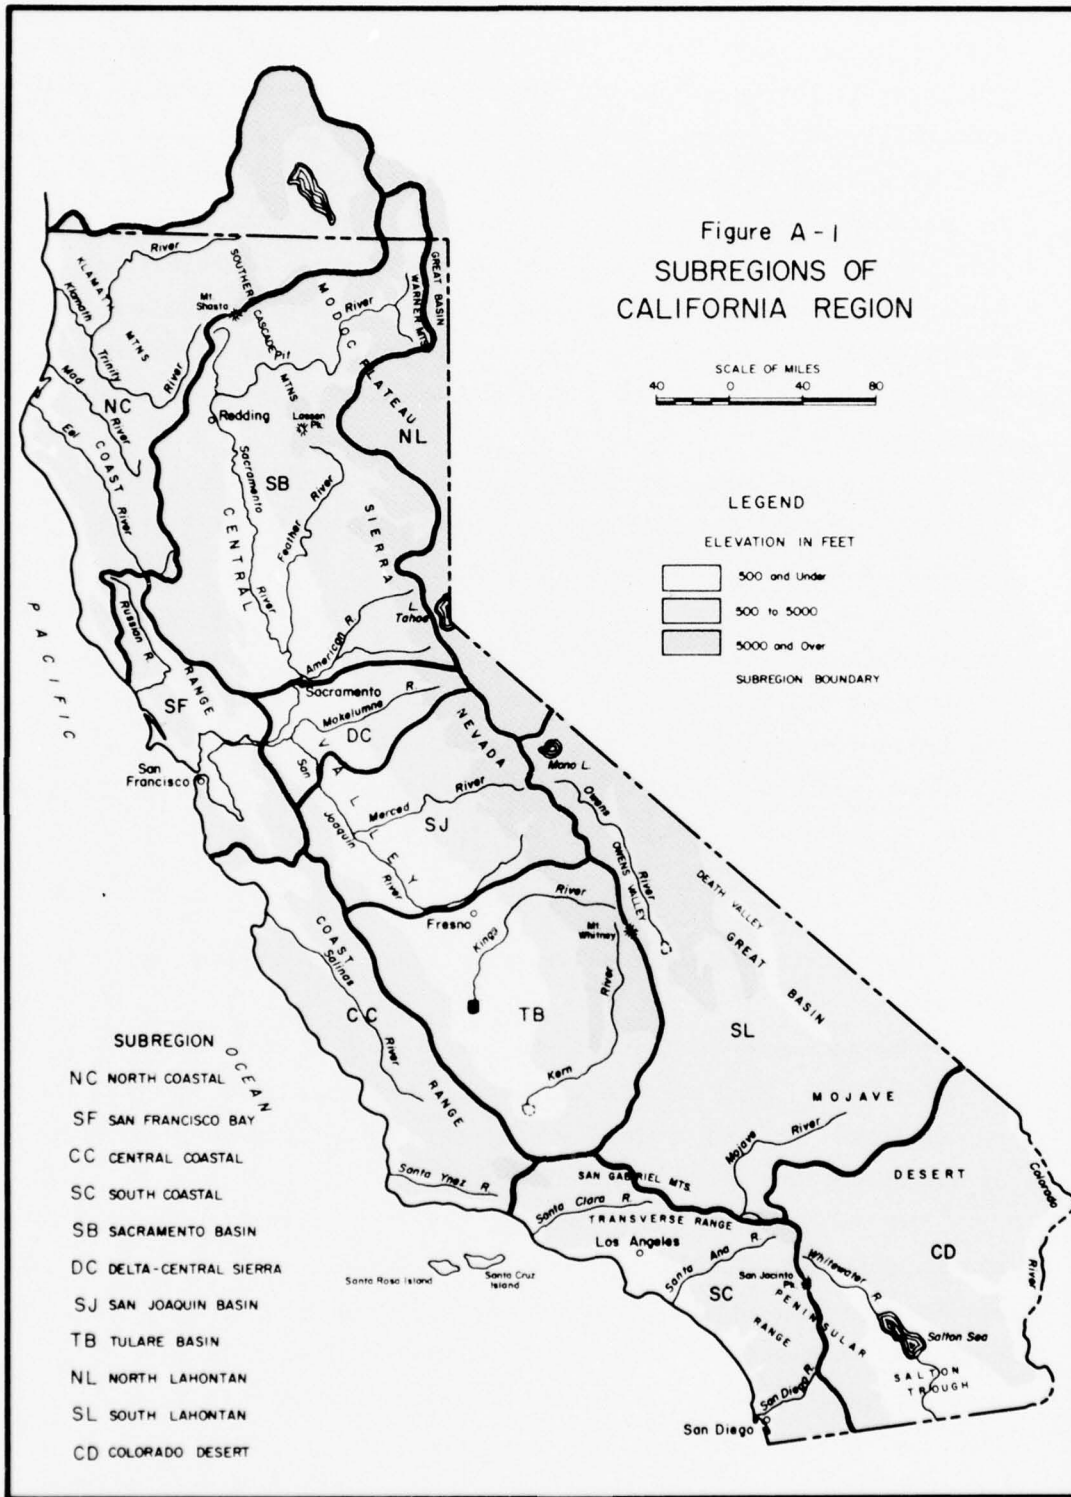 Figure A-1
SUBREGIONS OF
CALIFORNIA REGION
SCALE OF MILES
40 0 40 80
LEGEND
ELEVATION IN FEET
500 and Under
500 to 5000
5000 and Over
SUBREGION BOUNDARY
KLAMATH
MTNS
Klamath
River
Trinity
River
Mt.
Shasta
SOUTHER
CASCADE
MTNS
MODOC
PLATEAU
Pit
River
WARNER MTS.
GREAT BASIN
NC
Mad
River
Eel
River
COAST
RANGE
Redding
Lassen
Pk.
NL
SB
Sacramento
River
Feather
River
CENTRAL
VALLEY
SIERRA
NEVADA
American R.
L.
Tahoe
PACIFIC
OCEAN
Russian R.
SF
Sacramento
Mokelumne R.
DC
San
Joaquin
River
San
Francisco
Merced
River
SJ
Mono L.
Owens
River
OWENS VALLEY
DEATH VALLEY
GREAT
BASIN
Fresno
Kings
River
Mt.
Whitney
COAST
RANGE
Salinas
River
CC
TB
Kern
River
SL
MOJAVE
DESERT
Mojave
River
Santa Ynez R.
SAN GABRIEL MTS.
Santa Clara R.
TRANSVERSE RANGE
Los Angeles
Santa Ana R.
San Jacinto
Pk.
SC
PENINSULAR
RANGE
Whitewater R.
CD
Colorado
River
Salton Sea
SALTON
TROUGH
San Diego R.
San Diego
Santa Rosa Island
Santa Cruz
Island
SUBREGION
NC NORTH COASTAL
SF SAN FRANCISCO BAY
CC CENTRAL COASTAL
SC SOUTH COASTAL
SB SACRAMENTO BASIN
DC DELTA-CENTRAL SIERRA
SJ SAN JOAQUIN BASIN
TB TULARE BASIN
NL NORTH LAHONTAN
SL SOUTH LAHONTAN
CD COLORADO DESERT